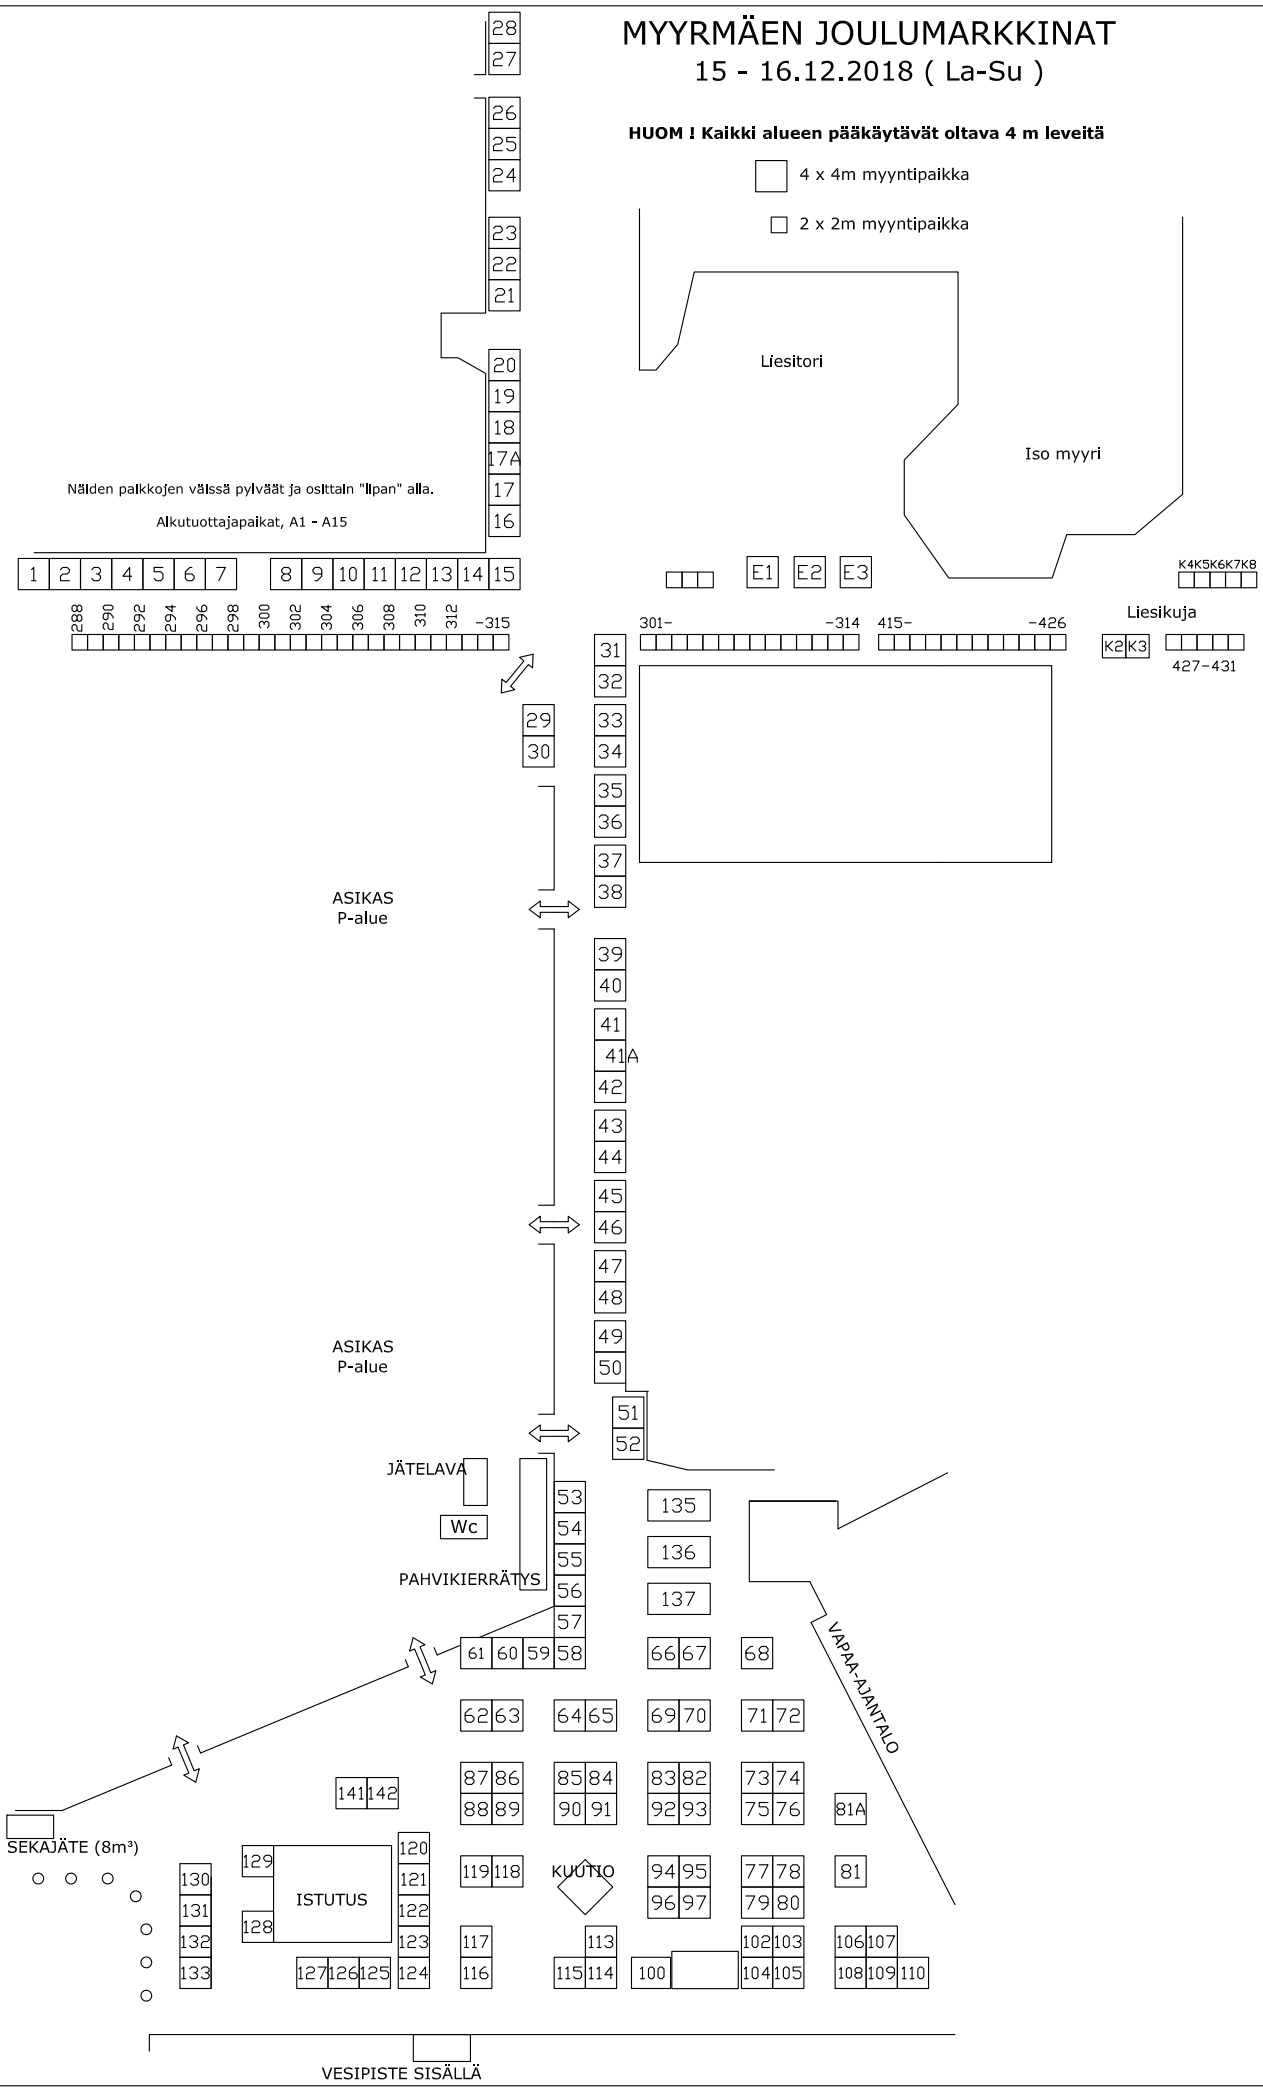 MYYRMÄEN JOULUMARKKINAT
15 - 16.12.2018 ( La-Su )
HUOM ! Kaikki alueen pääkäytävät oltava 4 m leveitä
4 x 4m myyntipaikka
2 x 2m myyntipaikka
28
27
26
25
24
23
22
21
20
19
18
17A
17
16
Liesitori
Iso myyri
Näiden paikkojen väissä pylväät ja osittain "lipan" alla.
Alkutuottajapaikat, A1 - A15
1 2 3 4 5 6 7 8 9 10 11 12 13 14 15
E1 E2 E3
K4K5K6K7K8
Liesikuja
288 290 292 294 296 298 300 302 304 306 308 310 312 -315
301- -314 415- -426
K2 K3
427-431
31
32
29
30
33
34
35
36
37
38
ASIKAS
P-alue
39
40
41
41A
42
43
44
45
46
47
48
49
50
ASIKAS
P-alue
51
52
JÄTELAVA
Wc
PAHVIKIERRÄTYS
53
54
55
56
57
135
136
137
VAPAA-AJANTALO
61 60 59 58 66 67 68
62 63 64 65 69 70 71 72
87 86 85 84 83 82 73 74
141 142
88 89 90 91 92 93 75 76 81A
SEKAJÄTE (8m³)
120
129
119 118 KUUTIO 94 95 77 78 81
130 121
ISTUTUS
96 97 79 80
131 122
128
132 123 117 113 102 103 106 107
133 127 126 125 124 116 115 114 100 104 105 108 109 110
VESIPISTE SISÄLLÄ